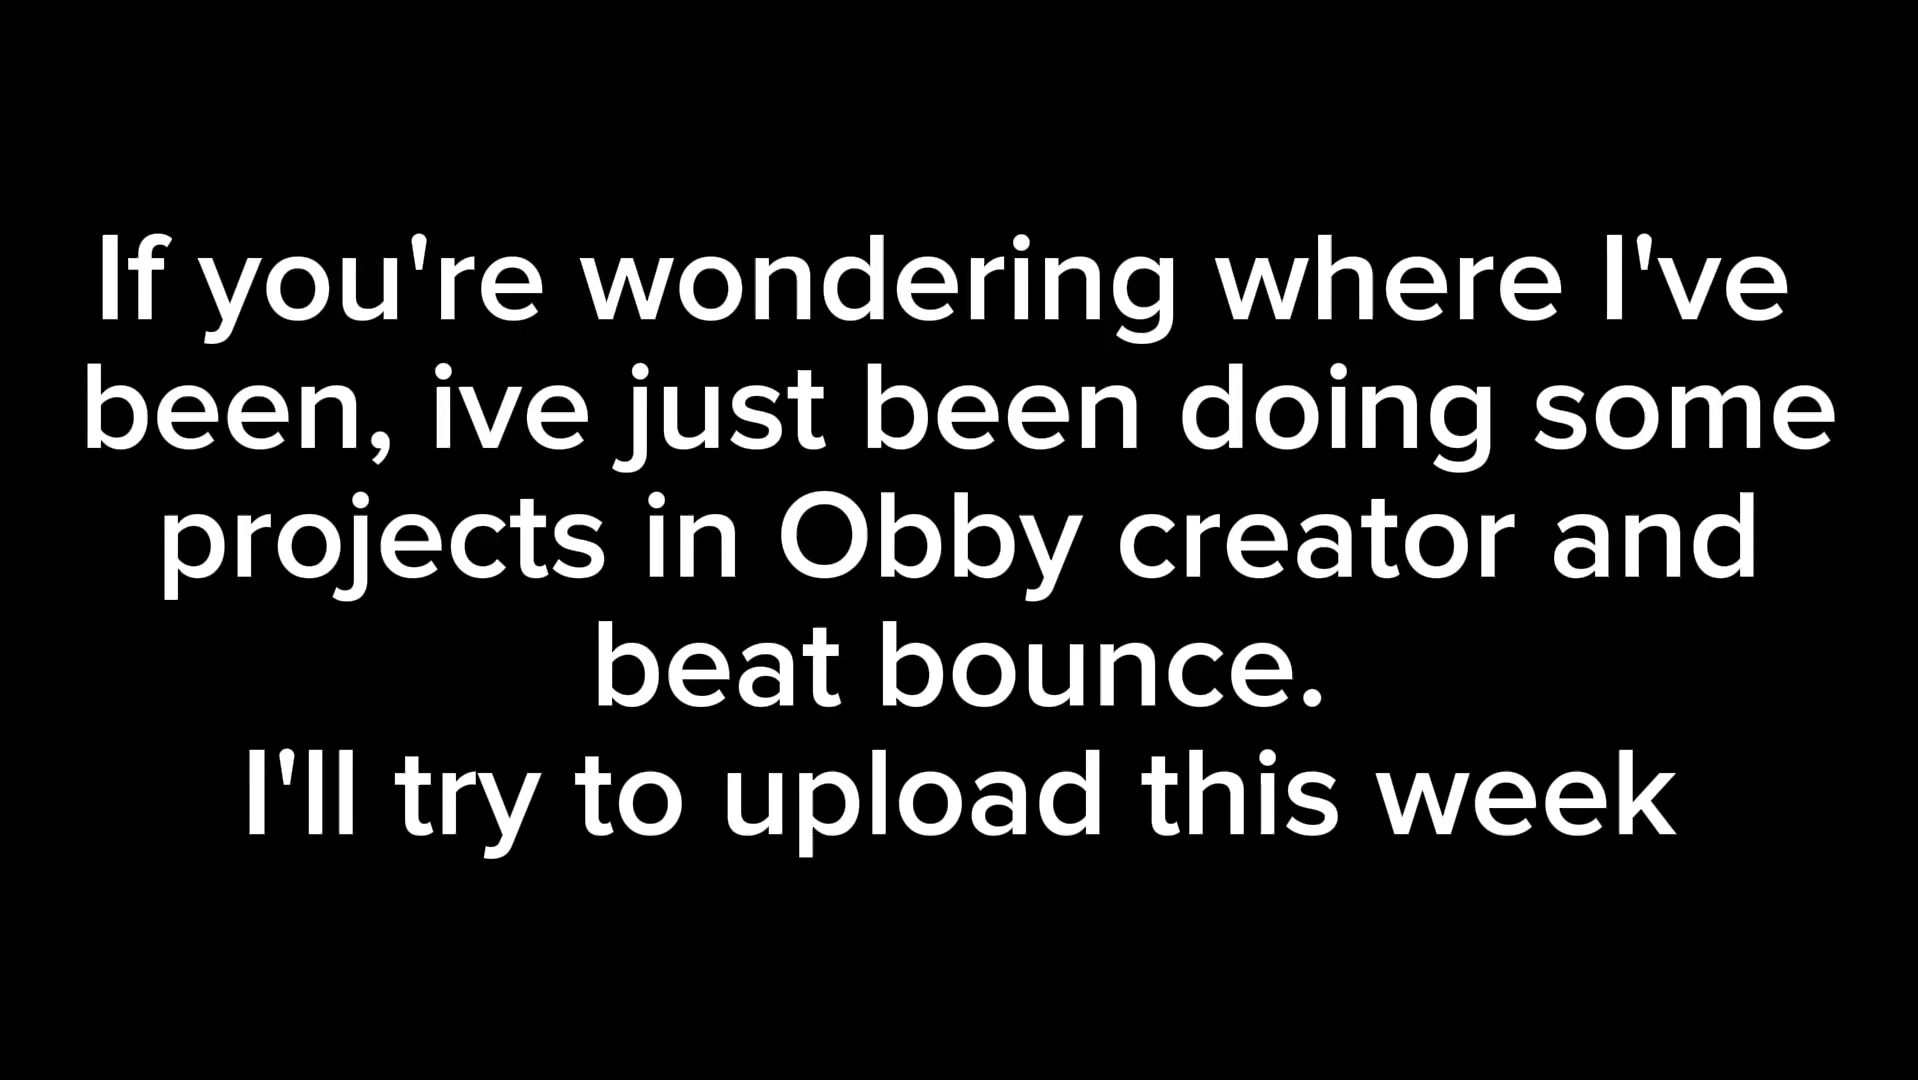 If you're wondering where I've
been, ive just been doing some
projects in Obby creator and
beat bounce.
I'll try to upload this week